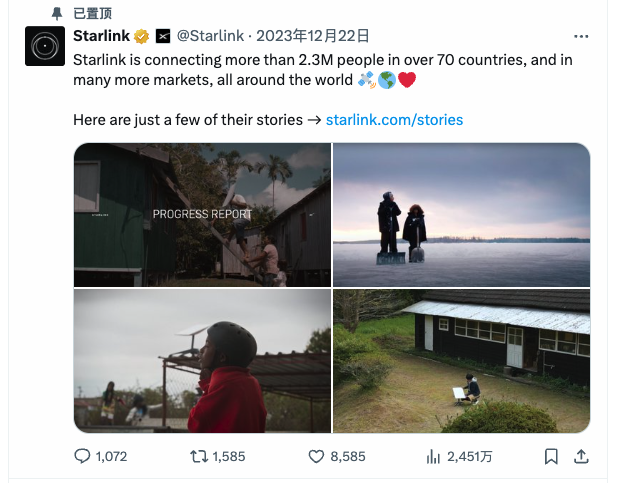 已置顶
Starlink @Starlink · 2023年12月22日
Starlink is connecting more than 2.3M people in over 70 countries, and in
many more markets, all around the world 🛰️🌎❤️
Here are just a few of their stories → starlink.com/stories
PROGRESS REPORT
1,072 1,585 8,585 2,451万